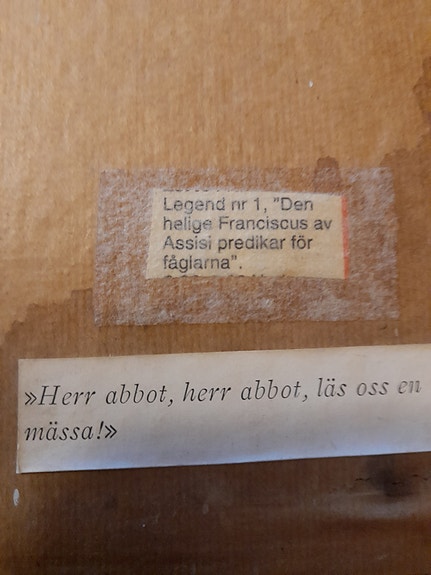 Legend nr 1, "Den
helige Franciscus av
Assisi predikar för
fåglarna".
»Herr abbot, herr abbot, läs oss en
mässa!»